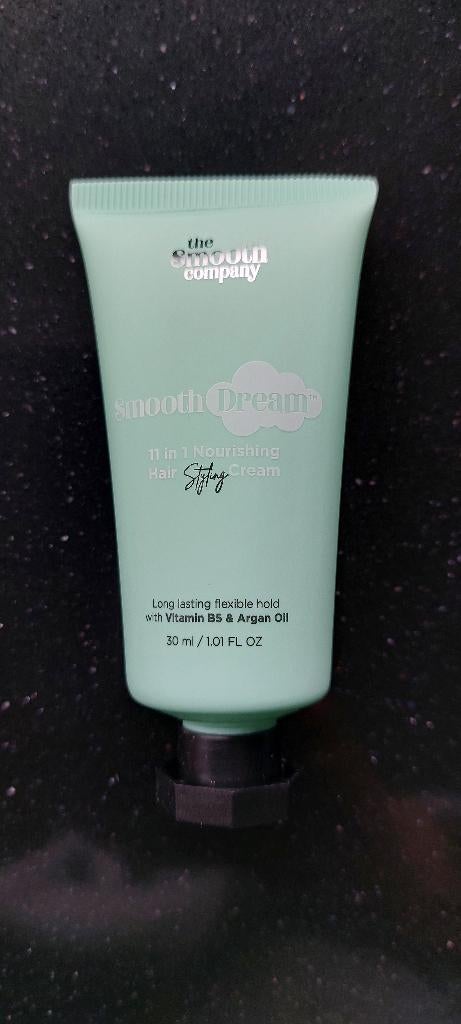 the
smooth
company
Smooth Dream™
11 in 1 Nourishing
Hair Styling Cream
Long lasting flexible hold
with Vitamin B5 & Argan Oil
30 ml / 1.01 FL OZ